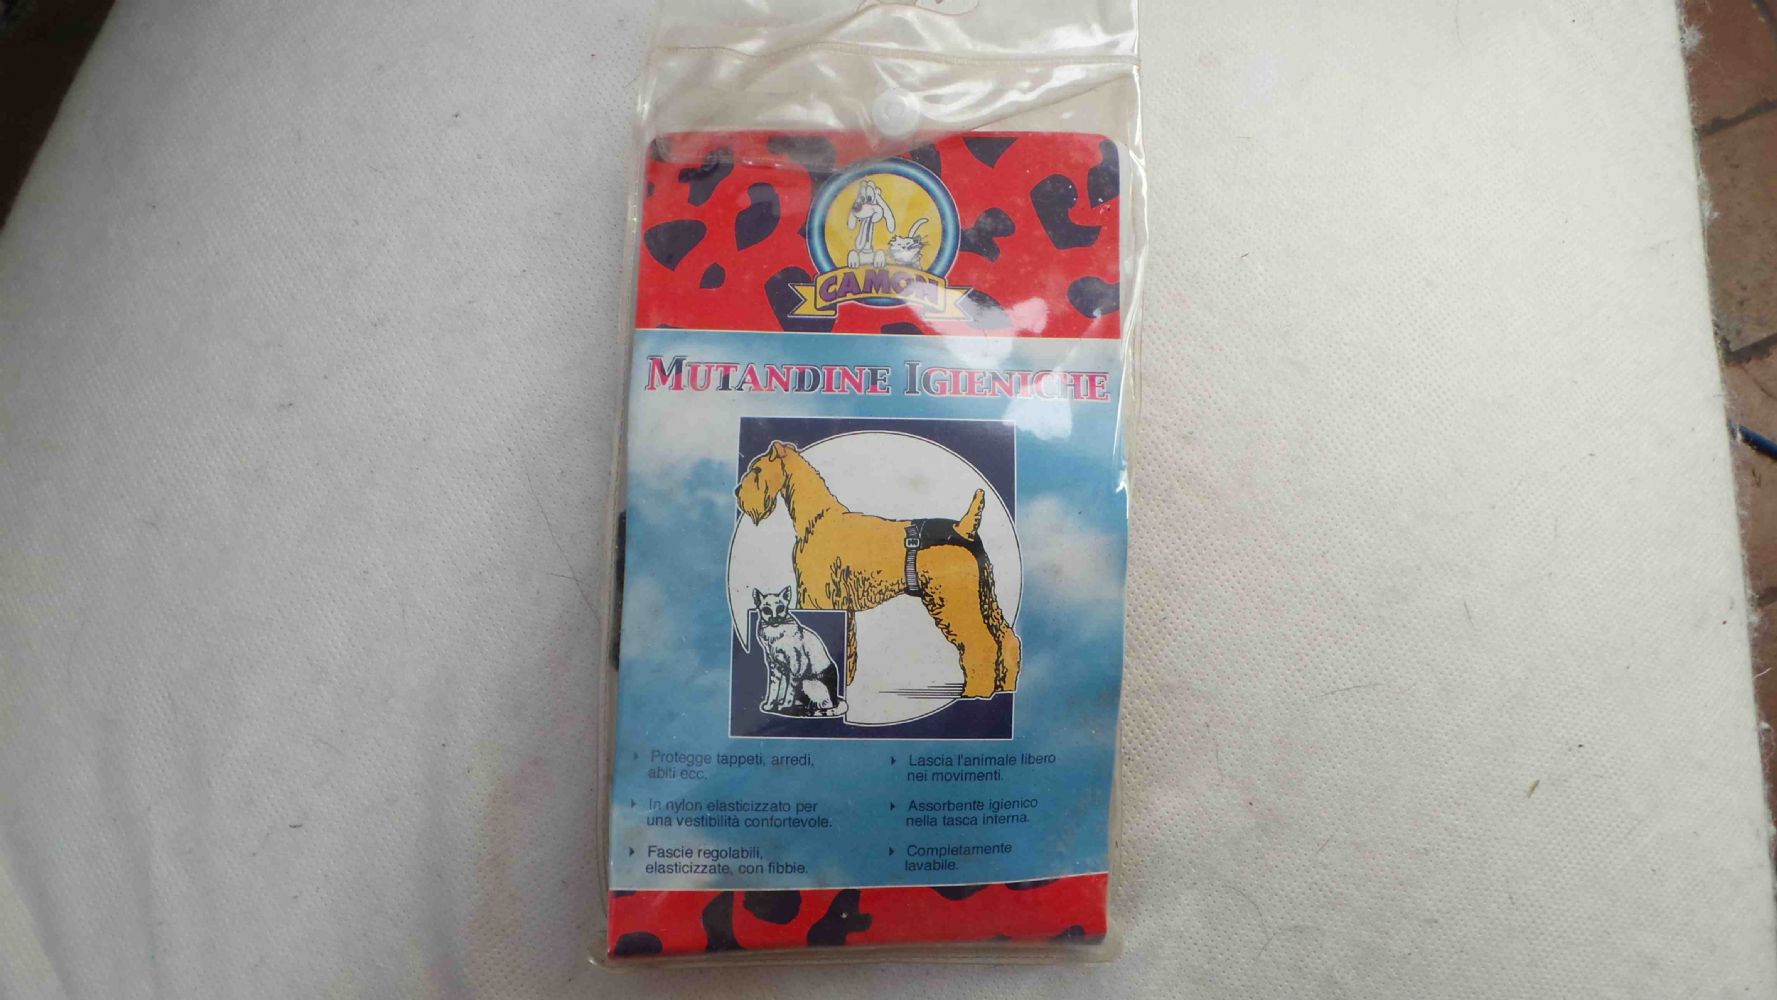 CAMON
MUTANDINE IGIENICHE
Protegge tappeti, arredi,
abiti ecc.
In nylon elasticizzato per
una vestibilità confortevole.
Fascie regolabili,
elasticizzate, con fibbie.
Lascia l'animale libero
nei movimenti.
Assorbente igienico
nella tasca interna.
Completamente
lavabile.